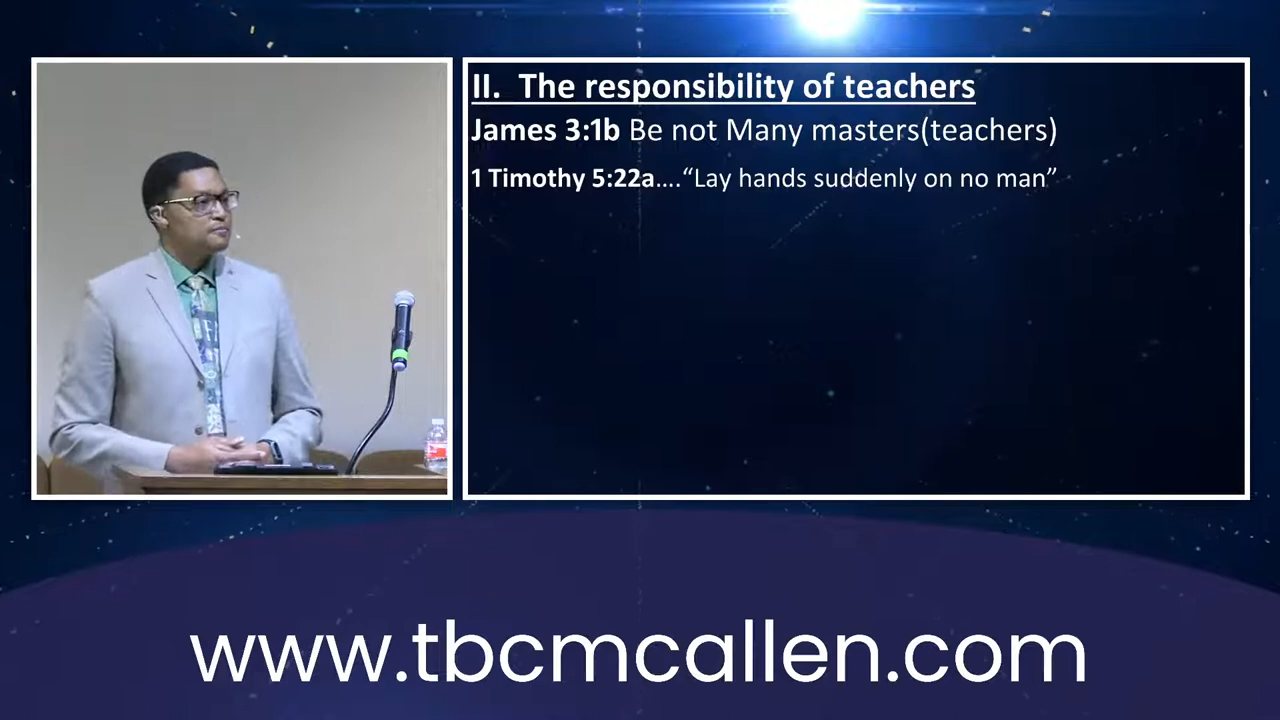 II. The responsibility of teachers
James 3:1b Be not Many masters(teachers)
1 Timothy 5:22a....“Lay hands suddenly on no man”
www.tbcmcallen.com